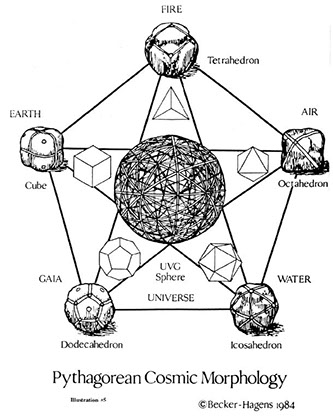 FIRE
Tetrahedron
EARTH
AIR
Cube
Octahedron
GAIA
UVG
Sphere
WATER
UNIVERSE
Dodecahedron
Icosahedron
Pythagorean Cosmic Morphology
Illustration #5
©Becker-Hagens 1984